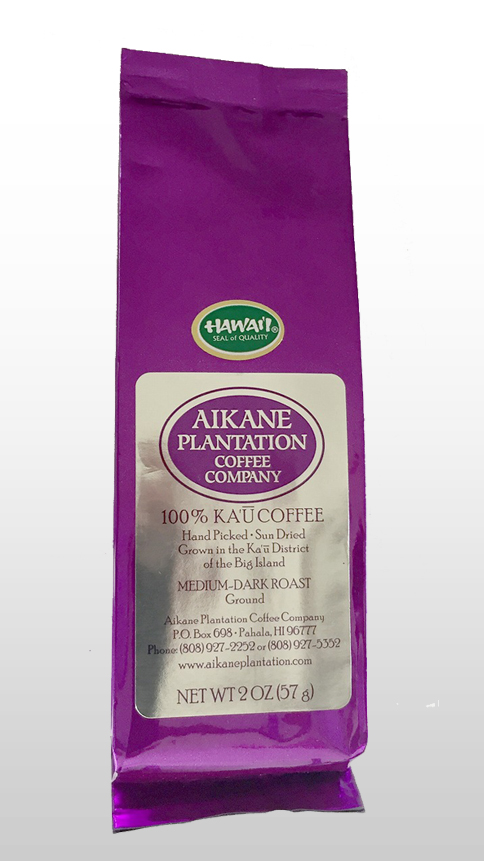 HAWAI'I®
SEAL of QUALITY
AIKANE
PLANTATION
COFFEE
COMPANY
100% KA'Ū COFFEE
Hand Picked • Sun Dried
Grown in the Ka'ū District
of the Big Island
MEDIUM-DARK ROAST
Ground
Aikane Plantation Coffee Company
P.O. Box 698 • Pahala, HI 96777
Phone: (808) 927-2252 or (808) 927-5352
www.aikaneplantation.com
NET WT 2 OZ (57 g)